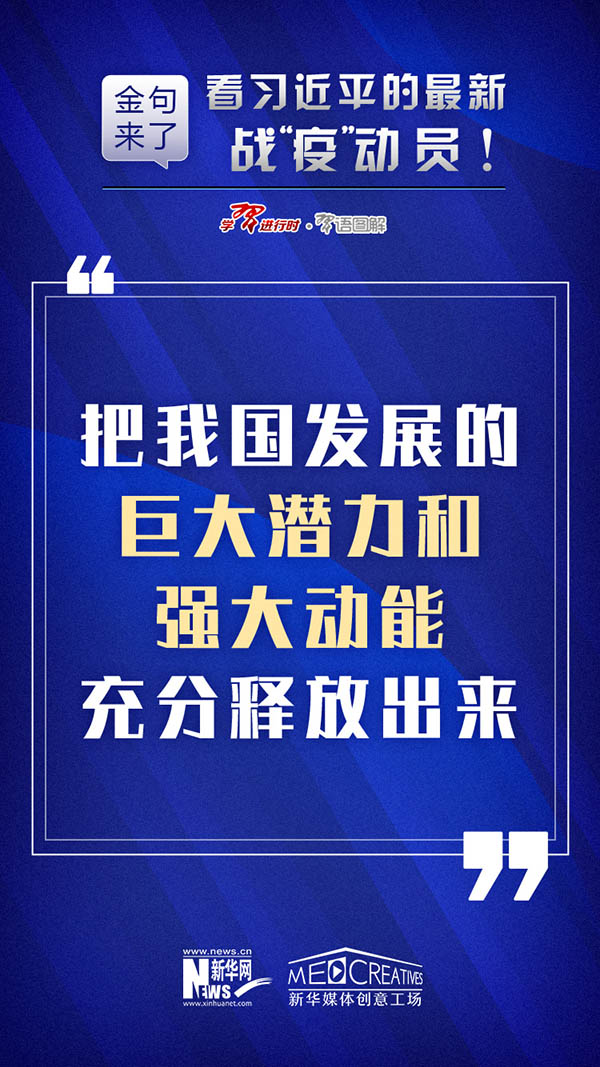 金句
来了
看习近平的最新
战“疫”动员！
学习进行时·习语图解
“
把我国发展的
巨大潜力和
强大动能
充分释放出来
”
www.news.cn
新华网
NEWS
www.xinhuanet.com
MEDCREATIVES
新华媒体创意工场